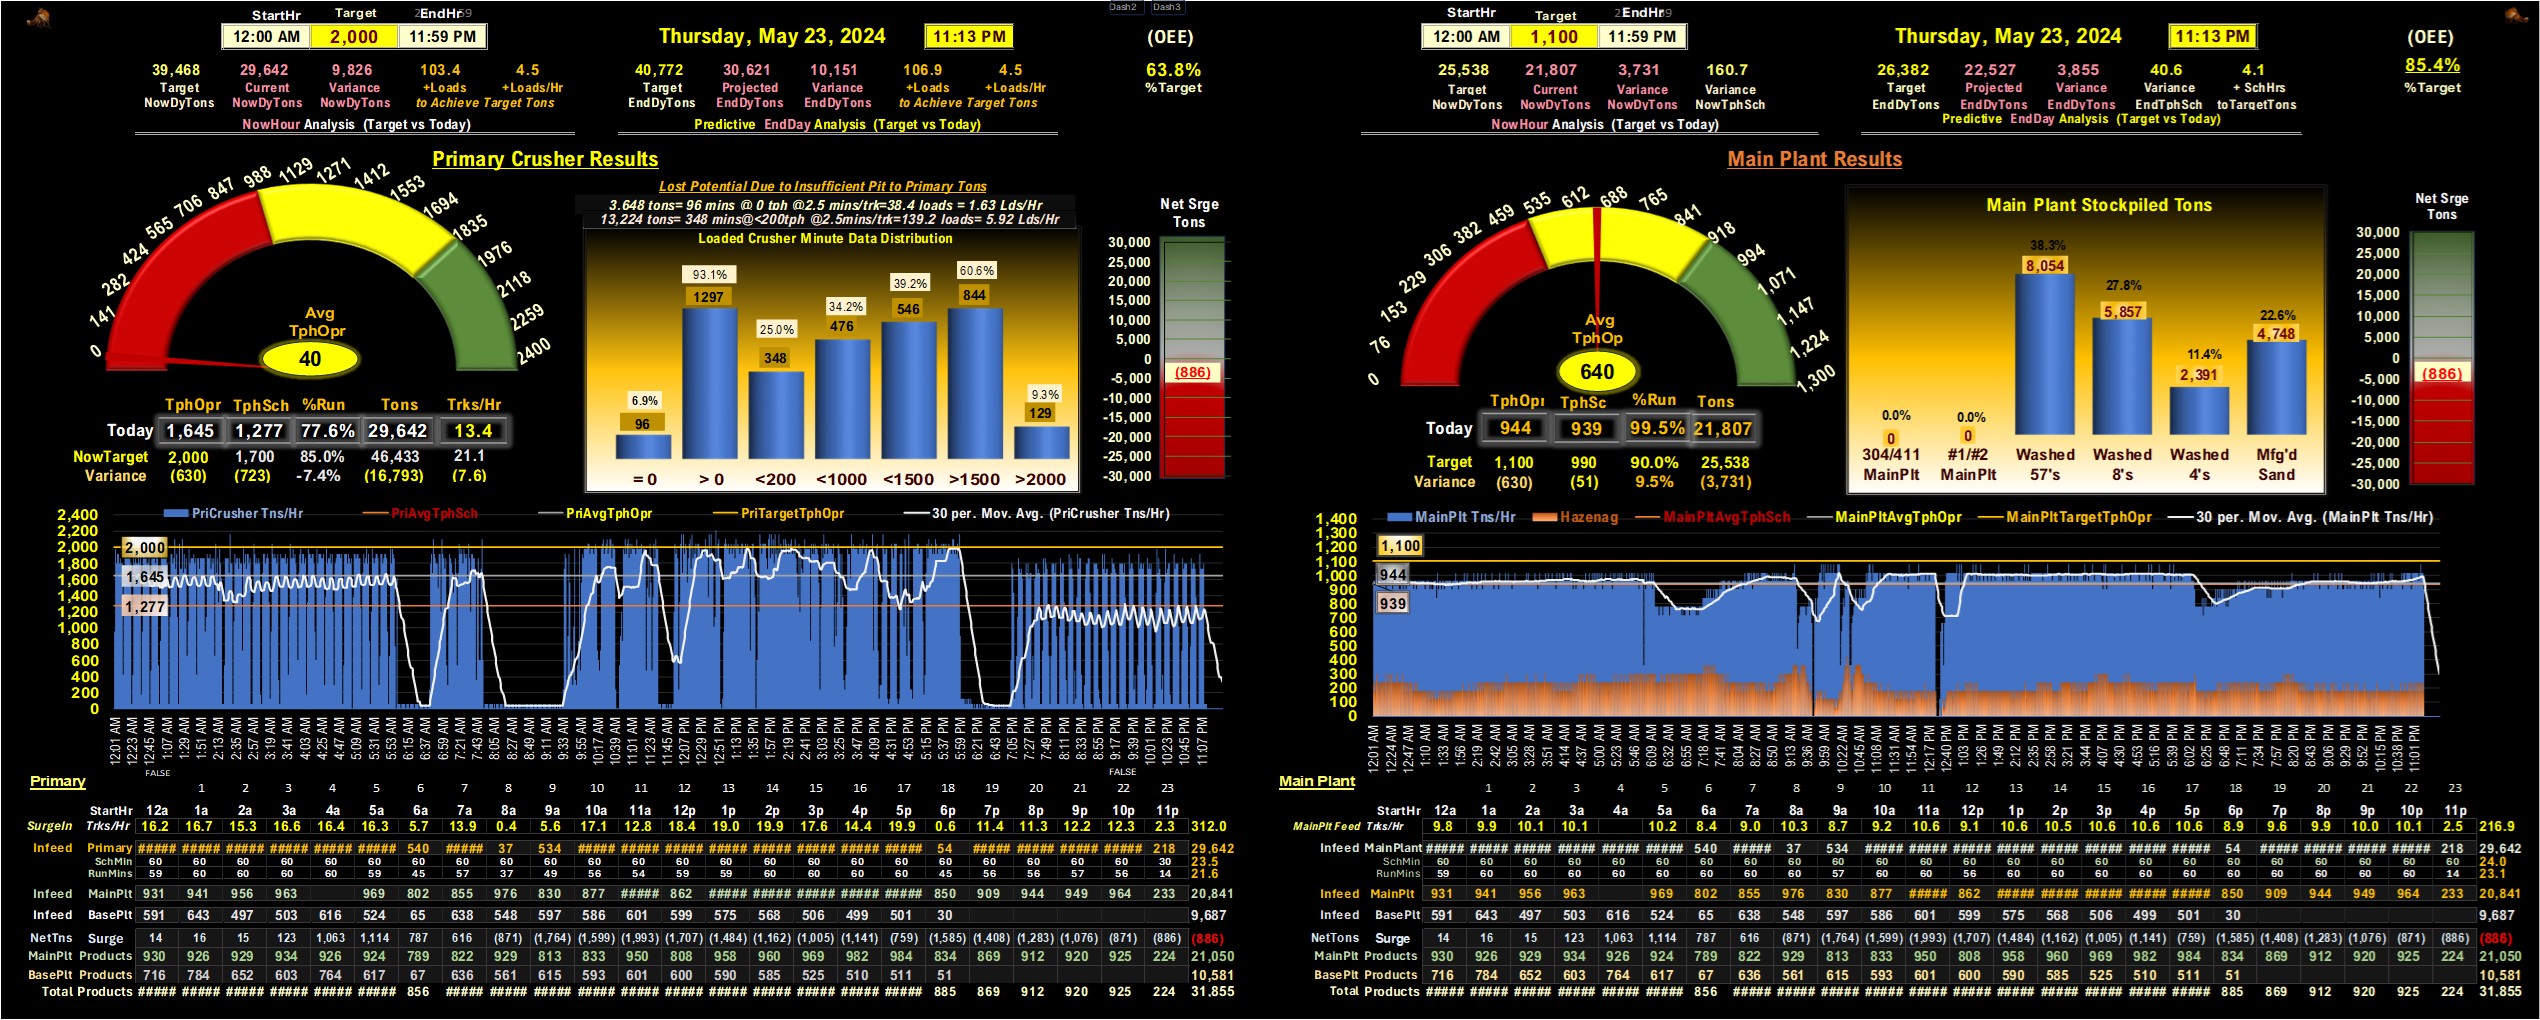 Dash2 Dash3
StartHr Target EndHr
12:00 AM 2,000 11:59 PM
Thursday, May 23, 2024 11:13 PM (OEE)
39,468 29,642 9,826 103.4 4.5
Target Current Variance +Loads +Loads/Hr
NowDyTons NowDyTons NowDyTons to Achieve Target Tons
NowHour Analysis (Target vs Today)
40,772 30,621 10,151 106.9 4.5
Target Projected Variance +Loads +Loads/Hr
EndDyTons EndDyTons EndDyTons to Achieve Target Tons
Predictive EndDay Analysis (Target vs Today)
63.8%
%Target
Primary Crusher Results
0 141 282 424 565 706 847 988 1129 1271 1412 1553 1694 1835 1976 2118 2259 2400
Avg
TphOpr
40
TphOpr TphSch %Run Tons Trks/Hr
Today 1,645 1,277 77.6% 29,642 13.4
NowTarget 2,000 1,700 85.0% 46,433 21.1
Variance (630) (723) -7.4% (16,793) (7.6)
Lost Potential Due to Insufficient Pit to Primary Tons
3,648 tons= 96 mins @ 0 tph @2.5 mins/trk=38.4 loads = 1.63 Lds/Hr
13,224 tons= 348 mins@<200tph @2.5mins/trk=139.2 loads= 5.92 Lds/Hr
Loaded Crusher Minute Data Distribution
6.9% 93.1% 25.0% 34.2% 39.2% 60.6% 9.3%
96 1297 348 476 546 844 129
= 0 > 0 <200 <1000 <1500 >1500 >2000
Net Srge
Tons
30,000
25,000
20,000
15,000
10,000
5,000
0
(886)
-5,000
-10,000
-15,000
-20,000
-25,000
-30,000
PriCrusher Tns/Hr PriAvgTphSch PriAvgTphOpr PriTargetTphOpr 30 per. Mov. Avg. (PriCrusher Tns/Hr)
2,400
2,200
2,000
1,800
1,600
1,400
1,200
1,000
800
600
400
200
0
2,000
1,645
1,277
12:01 AM 12:23 AM 12:45 AM 1:07 AM 1:29 AM 1:51 AM 2:13 AM 2:35 AM 2:57 AM 3:19 AM 3:41 AM 4:03 AM 4:25 AM 4:47 AM 5:09 AM 5:31 AM 5:53 AM 6:15 AM 6:37 AM 6:59 AM 7:21 AM 7:43 AM 8:05 AM 8:27 AM 8:49 AM 9:11 AM 9:33 AM 9:55 AM 10:17 AM 10:39 AM 11:01 AM 11:23 AM 11:45 AM 12:07 PM 12:29 PM 12:51 PM 1:13 PM 1:35 PM 1:57 PM 2:19 PM 2:41 PM 3:03 PM 3:25 PM 3:47 PM 4:09 PM 4:31 PM 4:53 PM 5:15 PM 5:37 PM 5:59 PM 6:21 PM 6:43 PM 7:05 PM 7:27 PM 7:49 PM 8:11 PM 8:33 PM 8:55 PM 9:17 PM 9:39 PM 10:01 PM 10:23 PM 10:45 PM 11:07 PM
FALSE FALSE
Primary
1 2 3 4 5 6 7 8 9 10 11 12 13 14 15 16 17 18 19 20 21 22 23
StartHr 12a 1a 2a 3a 4a 5a 6a 7a 8a 9a 10a 11a 12p 1p 2p 3p 4p 5p 6p 7p 8p 9p 10p 11p
SurgeIn Trks/Hr 16.2 16.7 15.3 16.6 16.4 16.3 5.7 13.9 0.4 5.6 17.1 12.8 18.4 19.0 19.9 17.6 14.4 19.9 0.6 11.4 11.3 12.2 12.3 2.3 312.0
Infeed Primary ##### ##### ##### ##### ##### ##### 540 ##### 37 534 ##### ##### ##### ##### ##### ##### ##### ##### 54 ##### ##### ##### ##### 218 29,642
SchMin 60 60 60 60 60 60 60 60 60 60 60 60 60 60 60 60 60 60 60 60 60 60 60 30 23.5
RunMins 59 60 60 60 60 59 45 57 37 49 56 54 59 59 60 60 60 60 45 56 56 57 56 14 21.6
Infeed MainPlt 931 941 956 963 969 802 855 976 830 877 ##### 862 ##### ##### ##### ##### ##### 850 909 944 949 964 233 20,841
Infeed BasePlt 591 643 497 503 616 524 65 638 548 597 586 601 599 575 568 506 499 501 30 9,687
NetTns Surge 14 16 15 123 1,063 1,114 787 616 (871) (1,764) (1,599) (1,993) (1,707) (1,484) (1,162) (1,005) (1,141) (759) (1,585) (1,408) (1,283) (1,076) (871) (886) (886)
MainPlt Products 930 926 929 934 926 924 789 822 929 813 833 950 808 958 960 969 982 984 834 869 912 920 925 224 21,050
BasePlt Products 716 784 652 603 764 617 67 636 561 615 593 601 600 590 585 525 510 511 51 10,581
Total Products ##### ##### ##### ##### ##### ##### 856 ##### ##### ##### ##### ##### ##### ##### ##### ##### ##### ##### 885 869 912 920 925 224 31,855
StartHr Target EndHr
12:00 AM 1,100 11:59 PM
Thursday, May 23, 2024 11:13 PM (OEE)
25,538 21,807 3,731 160.7
Target Current Variance Variance
NowDyTons NowDyTons NowDyTons NowTphSch
NowHour Analysis (Target vs Today)
26,382 22,527 3,855 40.6 4.1
Target Projected Variance Variance + SchHrs
EndDyTons EndDyTons EndDyTons EndTphSch toTargetTons
Predictive EndDay Analysis (Target vs Today)
85.4%
%Target
Main Plant Results
0 76 153 229 306 382 459 535 612 688 765 841 918 994 1,071 1,147 1,224 1,300
Avg
TphOp
640
TphOpr TphSc %Run Tons
Today 944 939 99.5% 21,807
Target 1,100 990 90.0% 25,538
Variance (630) (51) 9.5% (3,731)
Main Plant Stockpiled Tons
0.0% 0.0% 38.3% 27.8% 11.4% 22.6%
0 0 8,054 5,857 2,391 4,748
304/411 #1/#2 Washed Washed Washed Mfg'd
MainPlt MainPlt 57's 8's 4's Sand
Net Srge
Tons
30,000
25,000
20,000
15,000
10,000
5,000
0
(886)
-5,000
-10,000
-15,000
-20,000
-25,000
-30,000
MainPlt Tns/Hr Hazenag MainPltAvgTphSch MainPltAvgTphOpr MainPltTargetTphOpr 30 per. Mov. Avg. (MainPlt Tns/Hr)
1,400
1,300
1,200
1,100
1,000
900
800
700
600
500
400
300
200
100
0
1,100
944
939
12:01 AM 12:24 AM 12:47 AM 1:10 AM 1:33 AM 1:56 AM 2:19 AM 2:42 AM 3:05 AM 3:28 AM 3:51 AM 4:14 AM 4:37 AM 5:00 AM 5:23 AM 5:46 AM 6:09 AM 6:32 AM 6:55 AM 7:18 AM 7:41 AM 8:04 AM 8:27 AM 8:50 AM 9:13 AM 9:36 AM 9:59 AM 10:22 AM 10:45 AM 11:08 AM 11:31 AM 11:54 AM 12:17 PM 12:40 PM 1:03 PM 1:26 PM 1:49 PM 2:12 PM 2:35 PM 2:58 PM 3:21 PM 3:44 PM 4:07 PM 4:30 PM 4:53 PM 5:16 PM 5:39 PM 6:02 PM 6:25 PM 6:48 PM 7:11 PM 7:34 PM 7:57 PM 8:20 PM 8:43 PM 9:06 PM 9:29 PM 9:52 PM 10:15 PM 10:38 PM 11:01 PM
Main Plant
1 2 3 4 5 6 7 8 9 10 11 12 13 14 15 16 17 18 19 20 21 22 23
StartHr 12a 1a 2a 3a 4a 5a 6a 7a 8a 9a 10a 11a 12p 1p 2p 3p 4p 5p 6p 7p 8p 9p 10p 11p
MainPlt Feed Trks/Hr 9.8 9.9 10.1 10.1 10.2 8.4 9.0 10.3 8.7 9.2 10.6 9.1 10.6 10.5 10.6 10.6 10.6 8.9 9.6 9.9 10.0 10.1 2.5 216.9
Infeed MainPlant ##### ##### ##### ##### ##### ##### 540 ##### 37 534 ##### ##### ##### ##### ##### ##### ##### ##### 54 ##### ##### ##### ##### 218 29,642
SchMin 60 60 60 60 60 60 60 60 60 60 60 60 60 60 60 60 60 60 60 60 60 60 60 60 24.0
RunMins 59 60 60 60 60 60 60 60 60 57 60 60 56 60 60 60 60 60 60 60 60 60 60 14 23.1
Infeed MainPlt 931 941 956 963 969 802 855 976 830 877 ##### 862 ##### ##### ##### ##### ##### 850 909 944 949 964 233 20,841
Infeed BasePlt 591 643 497 503 616 524 65 638 548 597 586 601 599 575 568 506 499 501 30 9,687
NetTons Surge 14 16 15 123 1,063 1,114 787 616 (871) (1,764) (1,599) (1,993) (1,707) (1,484) (1,162) (1,005) (1,141) (759) (1,585) (1,408) (1,283) (1,076) (871) (886) (886)
MainPlt Products 930 926 929 934 926 924 789 822 929 813 833 950 808 958 960 969 982 984 834 869 912 920 925 224 21,050
BasePlt Products 716 784 652 603 764 617 67 636 561 615 593 601 600 590 585 525 510 511 51 10,581
Total Products ##### ##### ##### ##### ##### ##### 856 ##### ##### ##### ##### ##### ##### ##### ##### ##### ##### ##### 885 869 912 920 925 224 31,855